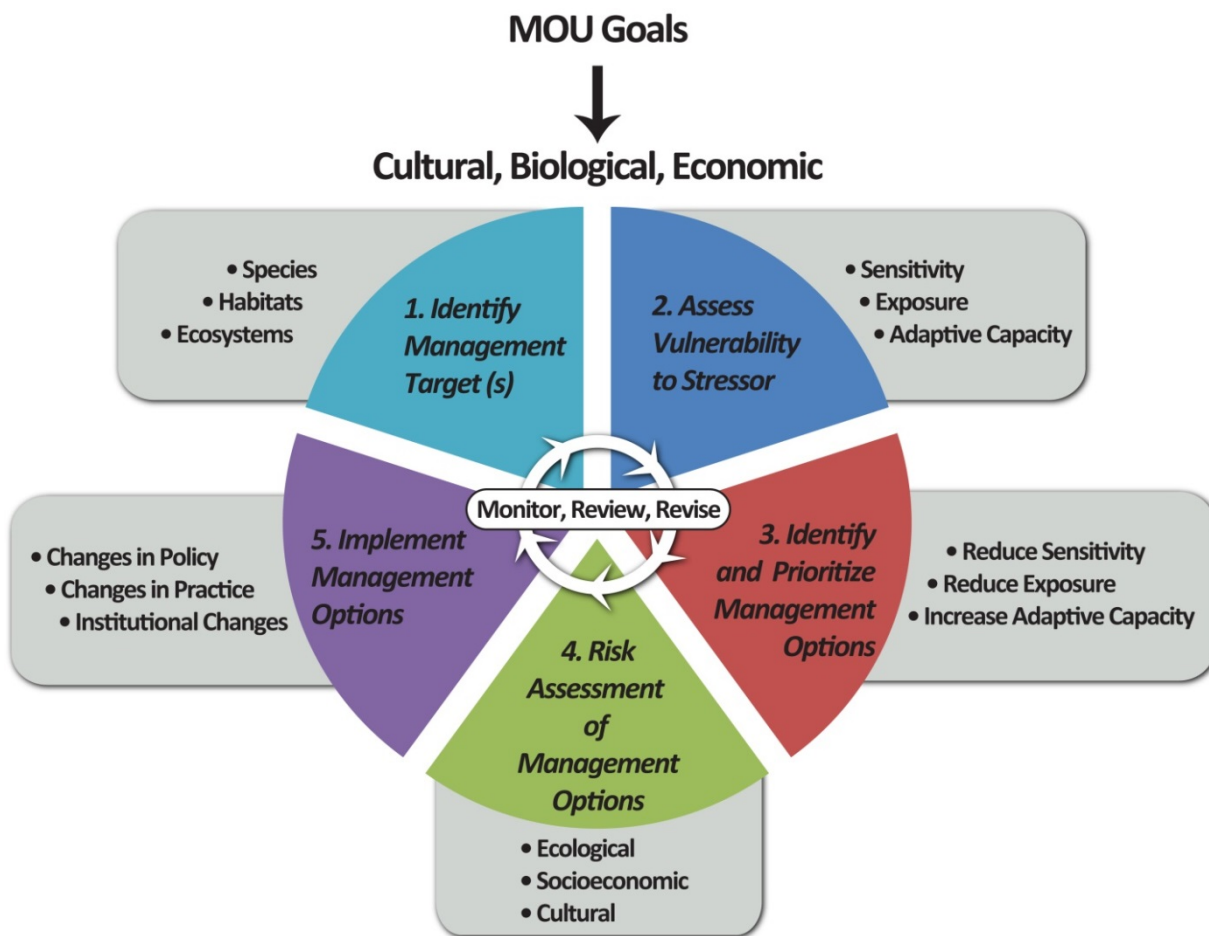 MOU Goals
Cultural, Biological, Economic
• Species
• Habitats
• Ecosystems
1. Identify
Management
Target (s)
2. Assess
Vulnerability
to Stressor
• Sensitivity
• Exposure
• Adaptive Capacity
Monitor, Review, Revise
3. Identify
and Prioritize
Management
Options
• Reduce Sensitivity
• Reduce Exposure
• Increase Adaptive Capacity
4. Risk
Assessment
of
Management
Options
• Ecological
• Socioeconomic
• Cultural
5. Implement
Management
Options
• Changes in Policy
• Changes in Practice
• Institutional Changes